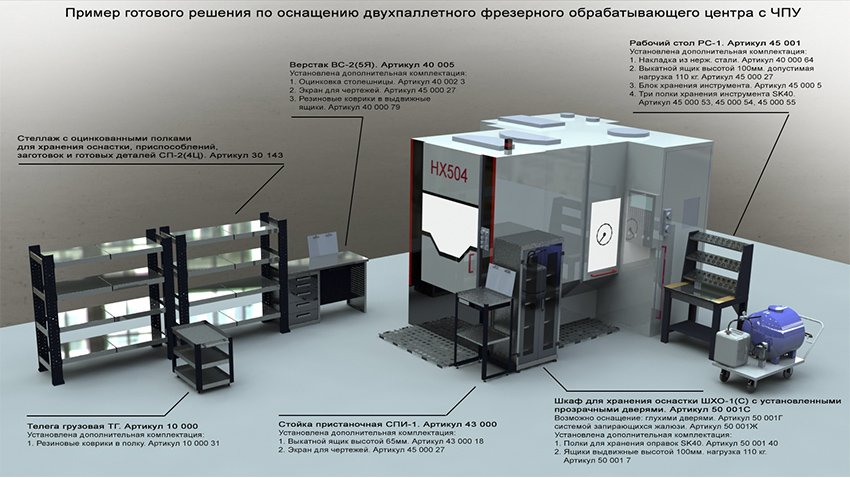 Пример готового решения по оснащению двухпаллетного фрезерного обрабатывающего центра с ЧПУ
Верстак ВС-2(5Я). Артикул 40 005
Установлена дополнительная комплектация:
1. Оцинковка столешницы. Артикул 40 002 3
2. Экран для чертежей. Артикул 45 000 27
3. Резиновые коврики в выдвижные
ящики. Артикул 40 000 79
Рабочий стол РС-1. Артикул 45 001
Установлена дополнительная комплектация:
1. Накладка из нерж. стали. Артикул 40 000 64
2. Выкатной ящик высотой 100мм. допустимая
нагрузка 110 кг. Артикул 45 000 27
3. Блок хранения инструмента. Артикул 45 000 5
4. Три полки хранения инструмента SK40.
Артикул 45 000 53, 45 000 54, 45 000 55
Стеллаж с оцинкованными полками
для хранения оснастки, приспособлений,
заготовок и готовых деталей СП-2(4Ц). Артикул 30 143
HX504
Телега грузовая ТГ. Артикул 10 000
Установлена дополнительная комплектация:
1. Резиновые коврики в полку. Артикул 10 000 31
Стойка пристаночная СПИ-1. Артикул 43 000
Установлена дополнительная комплектация:
1. Выкатной ящик высотой 65мм. Артикул 43 000 18
2. Экран для чертежей. Артикул 45 000 27
Шкаф для хранения оснастки ШХО-1(С) с установленными
прозрачными дверями. Артикул 50 001С
Возможно оснащение: глухими дверями. Артикул 50 001Г
системой запирающихся жалюзи. Артикул 50 001Ж
Установлена дополнительная комплектация:
1. Полки для хранения оправок SK40. Артикул 50 001 40
2. Ящики выдвижные высотой 100мм. нагрузка 110 кг.
Артикул 50 001 7